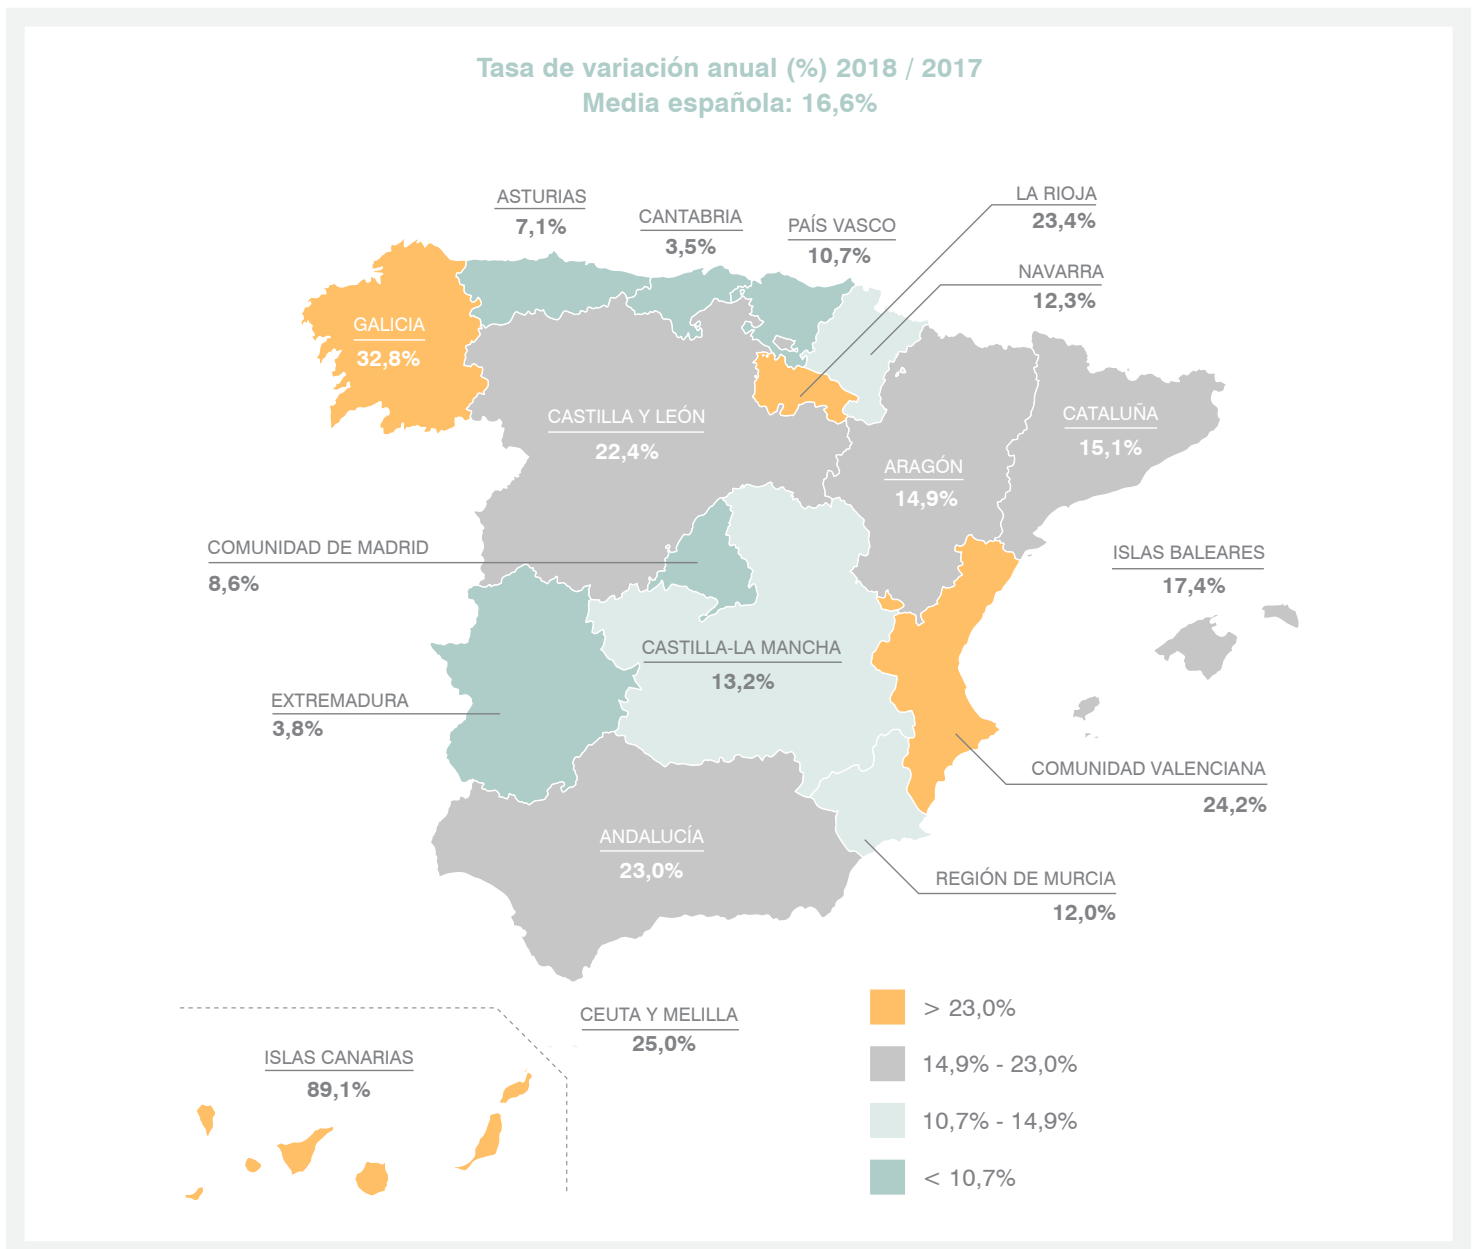 Tasa de variación anual (%) 2018 / 2017
Media española: 16,6%
ASTURIAS
7,1%
CANTABRIA
3,5%
PAÍS VASCO
10,7%
LA RIOJA
23,4%
NAVARRA
12,3%
GALICIA
32,8%
CASTILLA Y LEÓN
22,4%
ARAGÓN
14,9%
CATALUÑA
15,1%
COMUNIDAD DE MADRID
8,6%
ISLAS BALEARES
17,4%
CASTILLA-LA MANCHA
13,2%
EXTREMADURA
3,8%
COMUNIDAD VALENCIANA
24,2%
ANDALUCÍA
23,0%
REGIÓN DE MURCIA
12,0%
CEUTA Y MELILLA
25,0%
ISLAS CANARIAS
89,1%
> 23,0%
14,9% - 23,0%
10,7% - 14,9%
< 10,7%